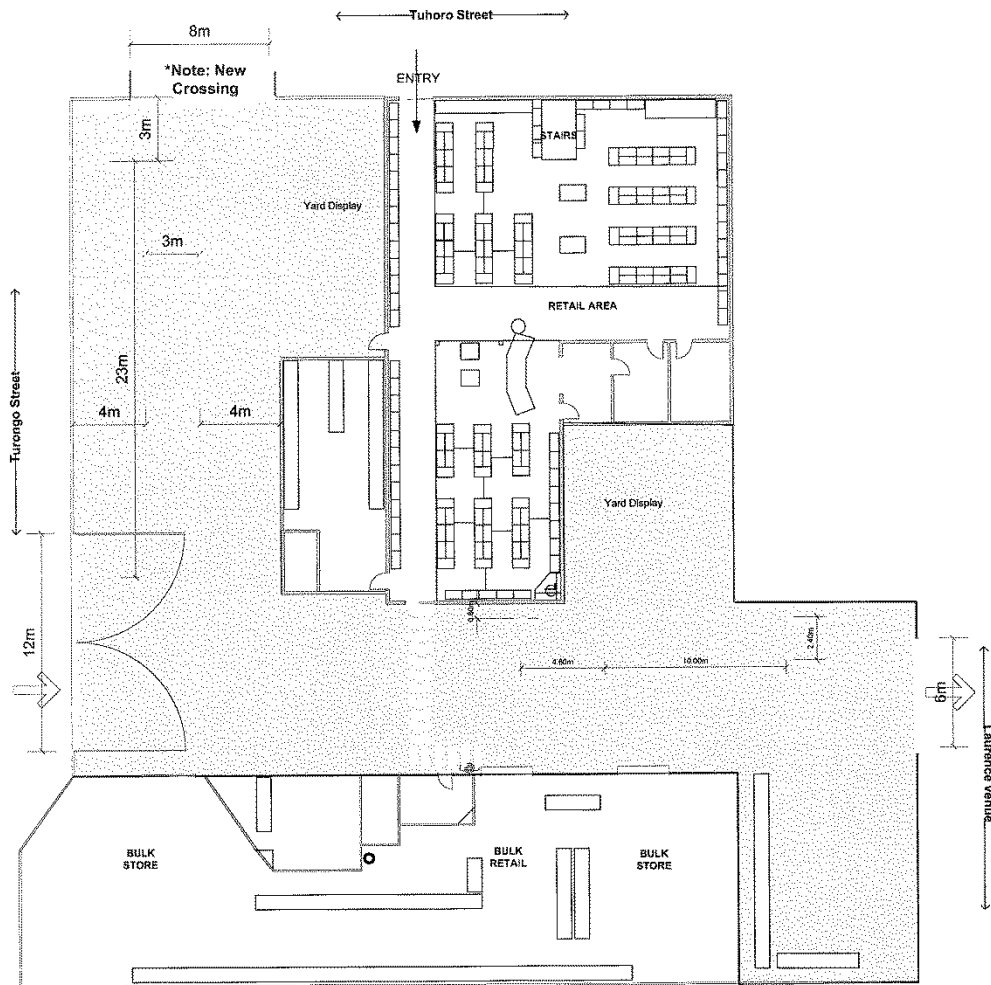 Tuhoro Street
8m
*Note: New
Crossing
ENTRY
3m
STAIRS
Yard Display
3m
RETAIL AREA
Turongo Street
23m
4m
4m
Yard Display
12m
0.60m
2.40m
4.60m
10.00m
6m
Laurence Venue
BULK
STORE
BULK
RETAIL
BULK
STORE